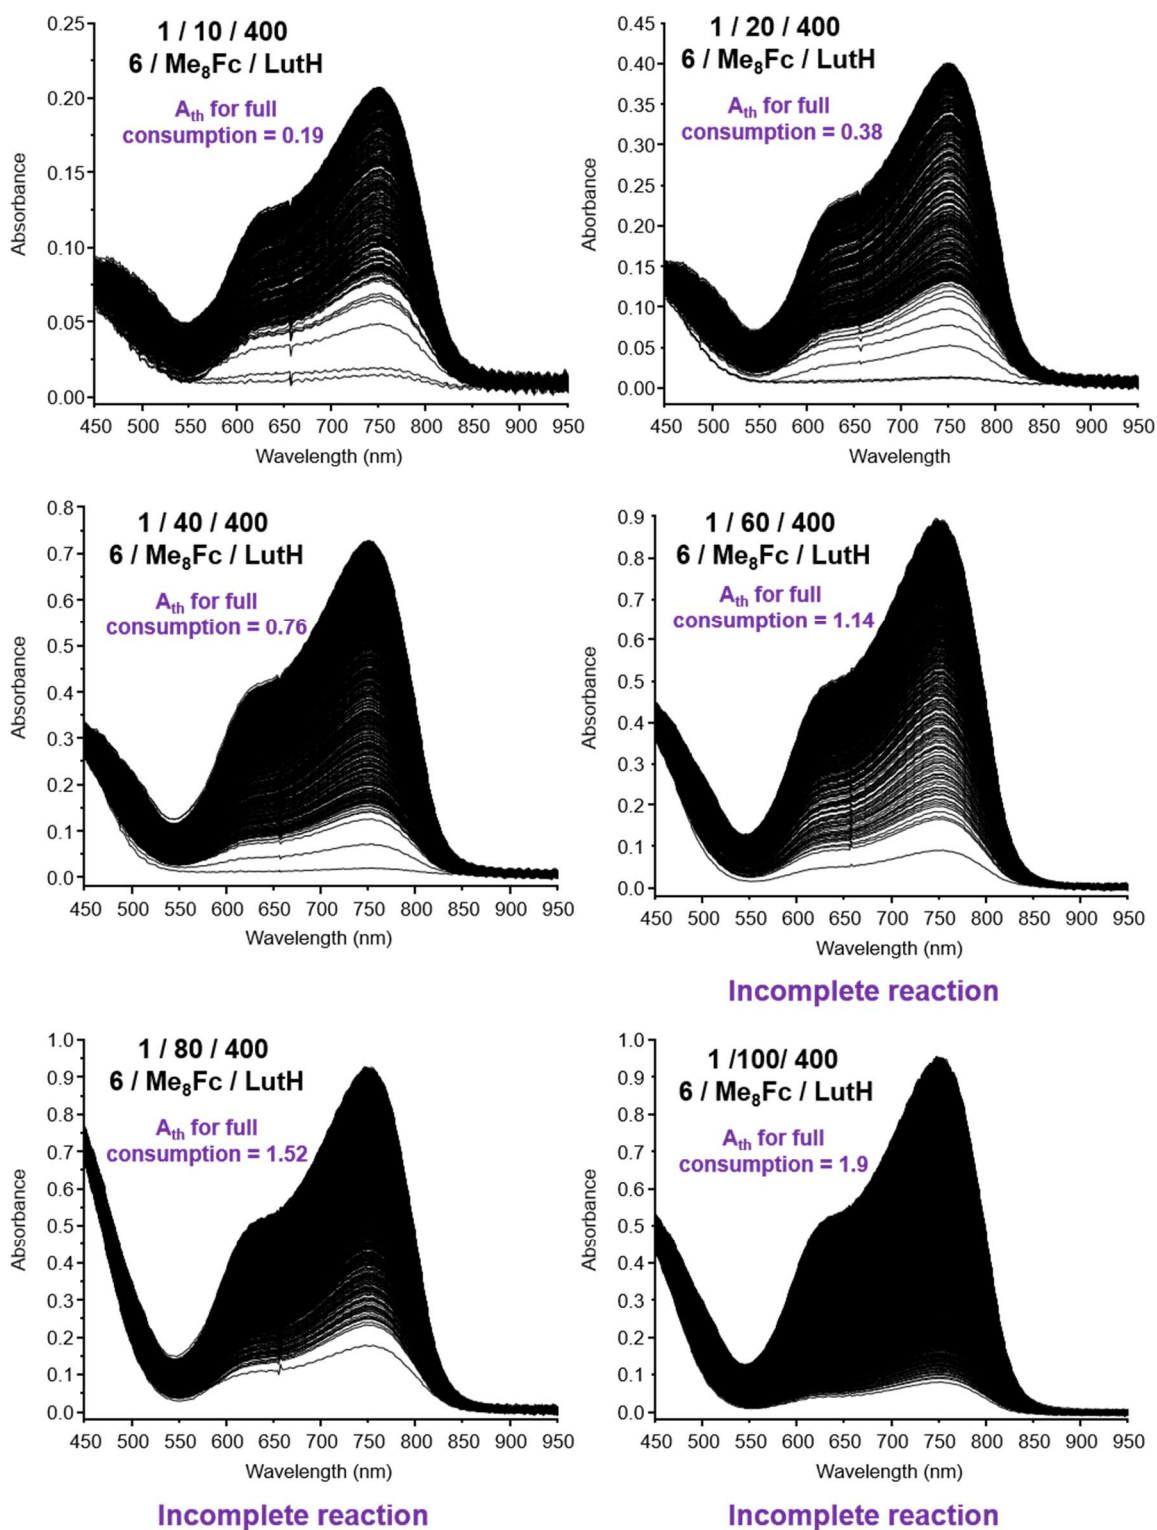 1 / 10 / 400
6 / Me₈Fc / LutH
Aₜₕ for full
consumption = 0.19
0.25
0.20
0.15
0.10
0.05
0.00
Absorbance
450 500 550 600 650 700 750 800 850 900 950
Wavelength (nm)
1 / 20 / 400
6 / Me₈Fc / LutH
Aₜₕ for full
consumption = 0.38
0.45
0.40
0.35
0.30
0.25
0.20
0.15
0.10
0.05
0.00
Aborbance
450 500 550 600 650 700 750 800 850 900 950
Wavelength
1 / 40 / 400
6 / Me₈Fc / LutH
Aₜₕ for full
consumption = 0.76
0.8
0.7
0.6
0.5
0.4
0.3
0.2
0.1
0.0
Absorbance
450 500 550 600 650 700 750 800 850 900 950
Wavelength (nm)
1 / 60 / 400
6 / Me₈Fc / LutH
Aₜₕ for full
consumption = 1.14
0.9
0.8
0.7
0.6
0.5
0.4
0.3
0.2
0.1
0.0
Absorbance
450 500 550 600 650 700 750 800 850 900 950
Wavelength (nm)
Incomplete reaction
1 / 80 / 400
6 / Me₈Fc / LutH
Aₜₕ for full
consumption = 1.52
1.0
0.9
0.8
0.7
0.6
0.5
0.4
0.3
0.2
0.1
0.0
Absorbance
450 500 550 600 650 700 750 800 850 900 950
Wavelength (nm)
Incomplete reaction
1 /100/ 400
6 / Me₈Fc / LutH
Aₜₕ for full
consumption = 1.9
1.0
0.9
0.8
0.7
0.6
0.5
0.4
0.3
0.2
0.1
0.0
Absorbance
450 500 550 600 650 700 750 800 850 900 950
Wavelength (nm)
Incomplete reaction